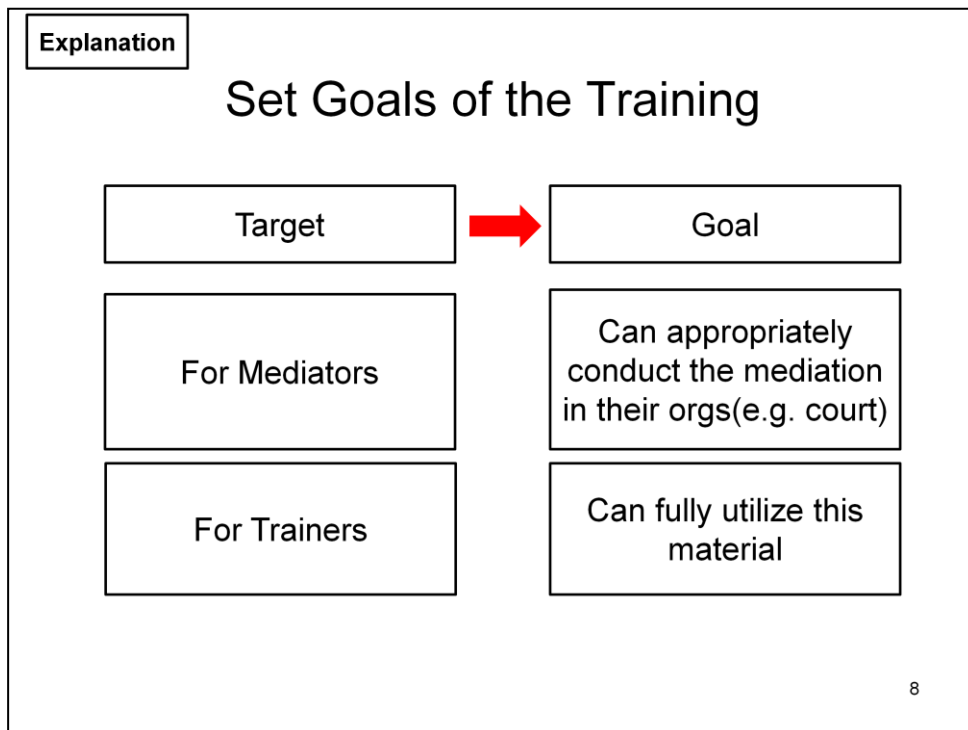 Explanation
Set Goals of the Training
Target
Goal
For Mediators
Can appropriately
conduct the mediation
in their orgs(e.g. court)
For Trainers
Can fully utilize this
material
8